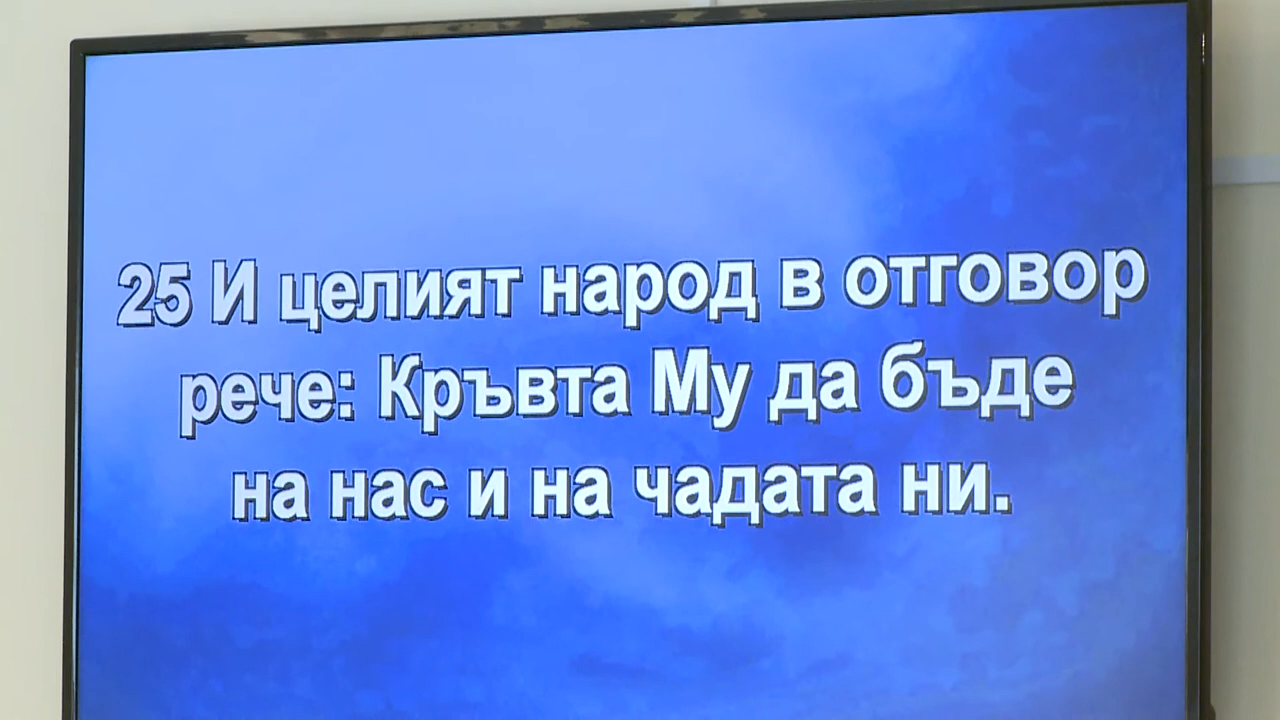 25 И целият народ в отговор
рече: Кръвта Му да бъде
на нас и на чадата ни.